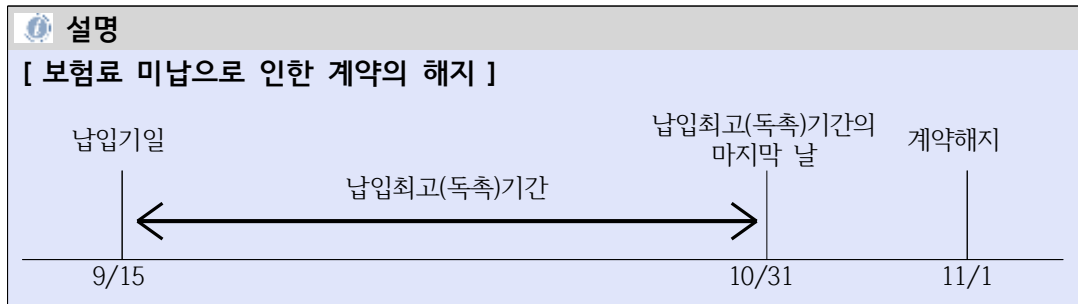 설명
[ 보험료 미납으로 인한 계약의 해지 ]
납입기일
납입최고(독촉)기간의
마지막 날
계약해지
납입최고(독촉)기간
9/15
10/31
11/1